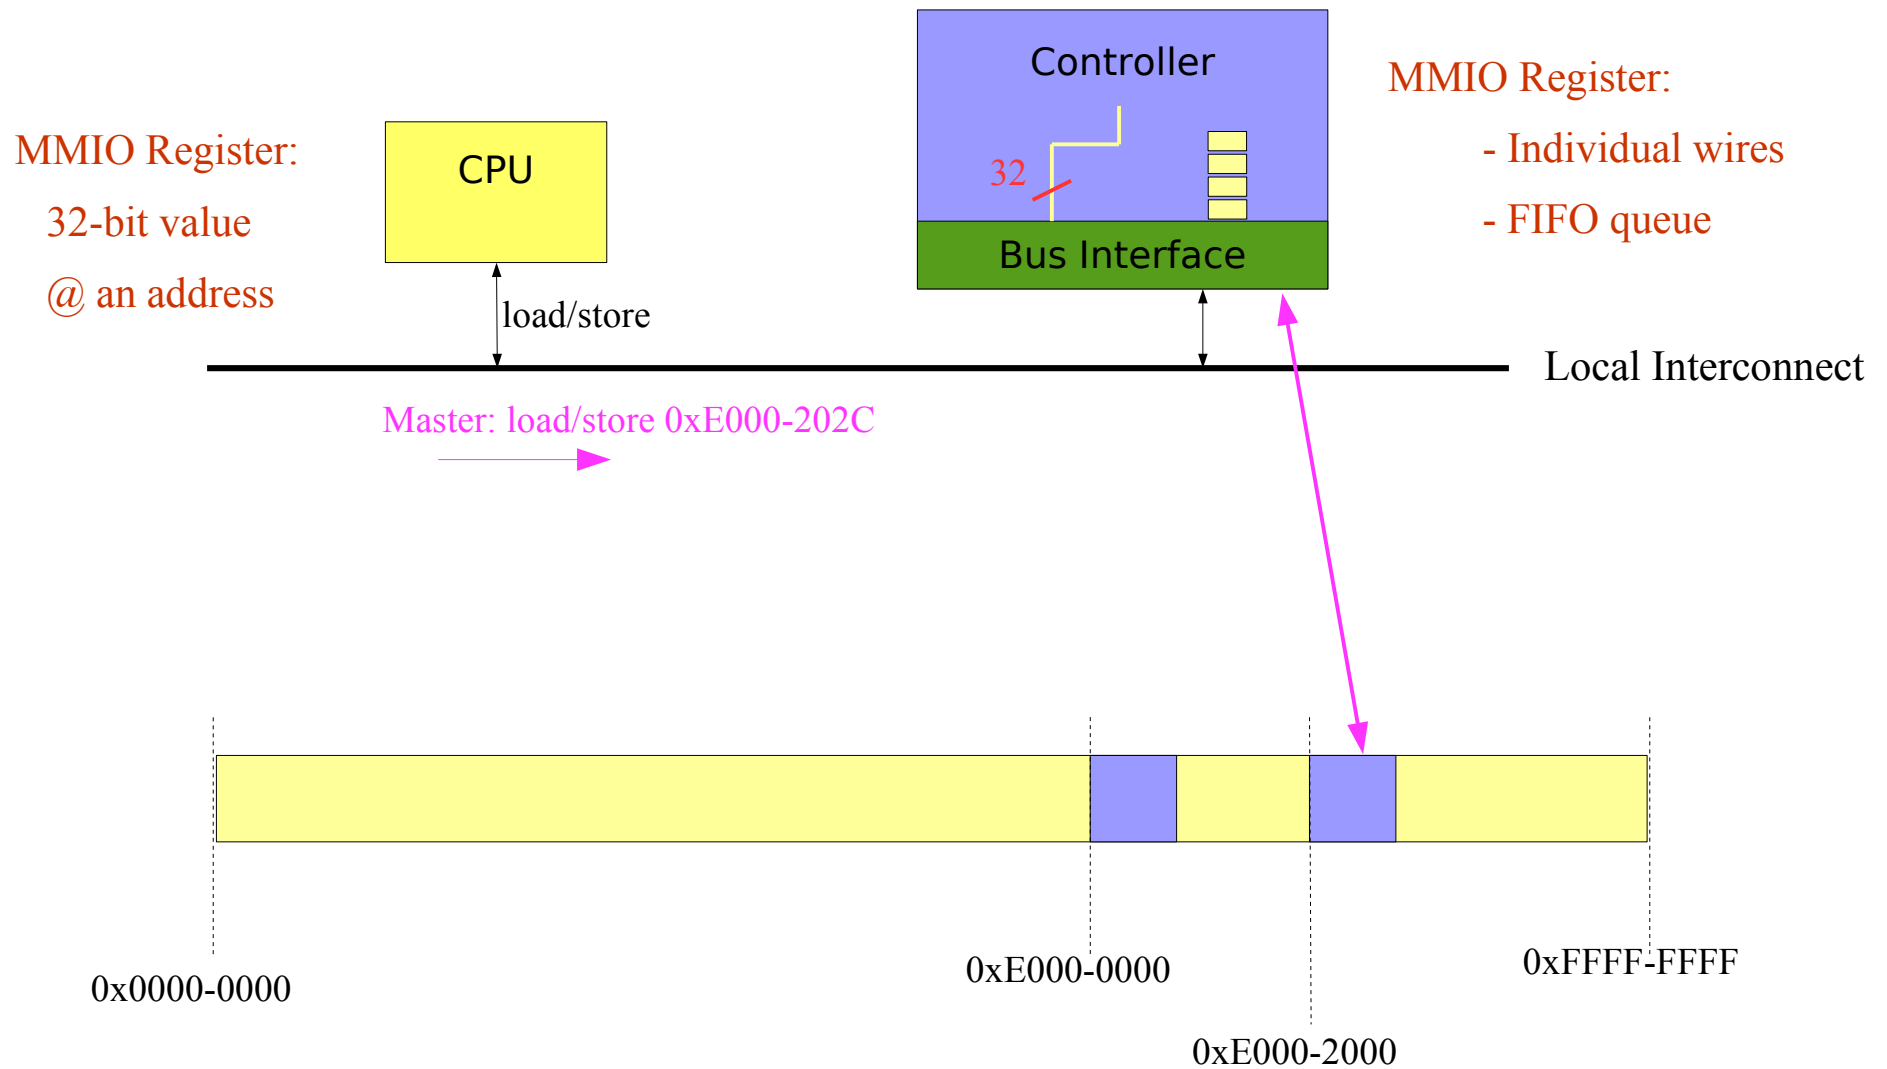 Controller
MMIO Register:
- Individual wires
- FIFO queue
32
Bus Interface
MMIO Register:
32-bit value
@ an address
CPU
load/store
Local Interconnect
Master: load/store 0xE000-202C
0x0000-0000
0xE000-0000
0xFFFF-FFFF
0xE000-2000